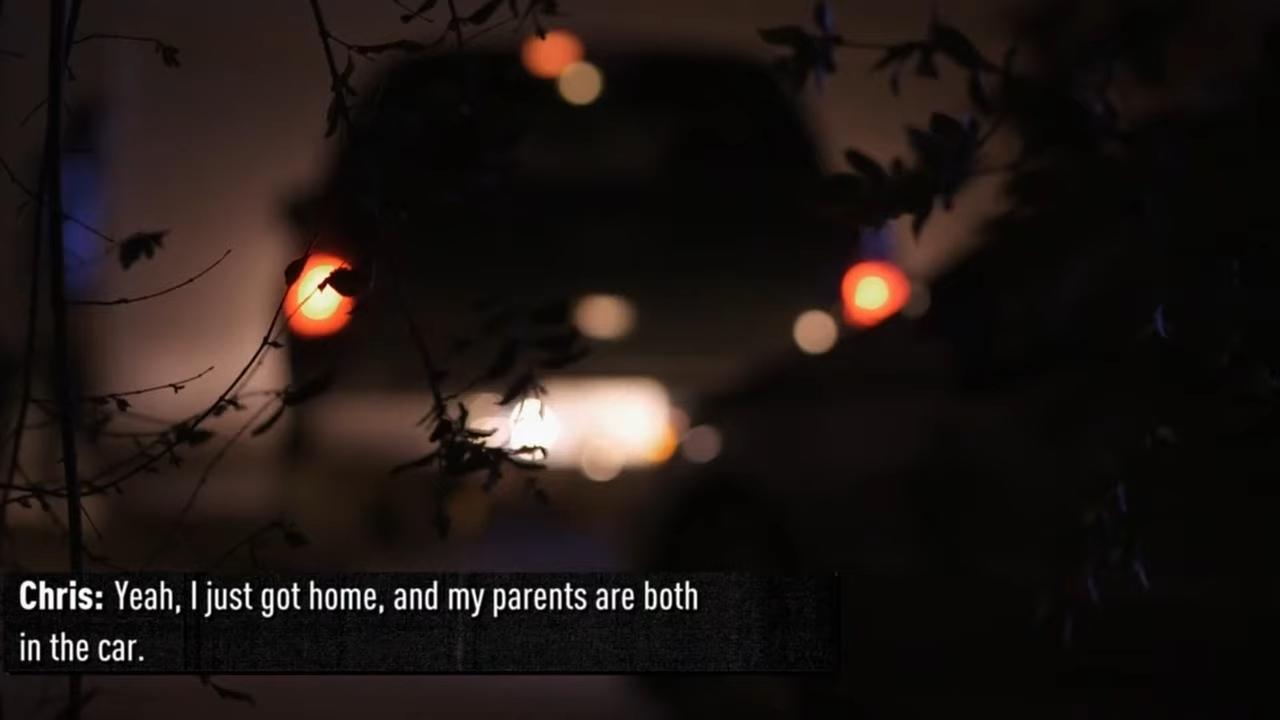 Chris: Yeah, I just got home, and my parents are both
in the car.